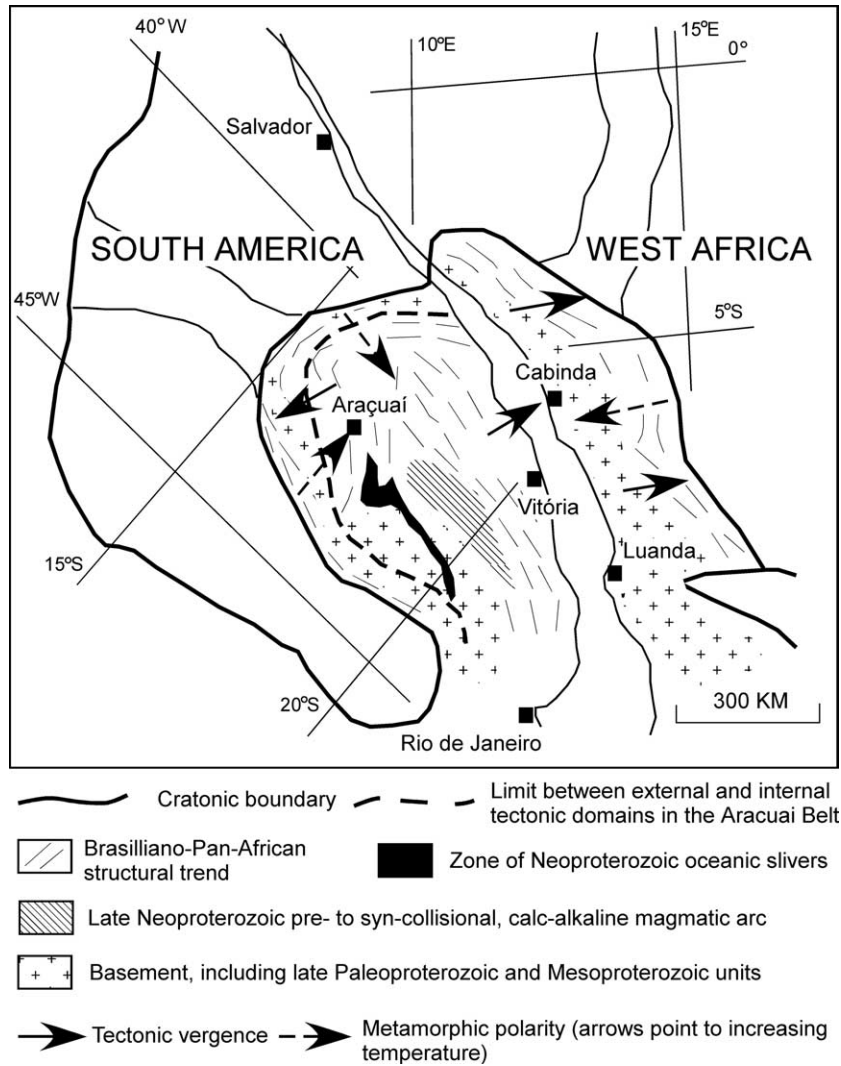 40° W
10ºE
15ºE
0°
Salvador
SOUTH AMERICA
WEST AFRICA
45ºW
5ºS
Cabinda
Araçuaí
Vitória
15ºS
Luanda
20ºS
300 KM
Rio de Janeiro
Cratonic boundary
Limit between external and internal
tectonic domains in the Aracuai Belt
Brasilliano-Pan-African
structural trend
Zone of Neoproterozoic oceanic slivers
Late Neoproterozoic pre- to syn-collisional, calc-alkaline magmatic arc
Basement, including late Paleoproterozoic and Mesoproterozoic units
Tectonic vergence
Metamorphic polarity (arrows point to increasing
temperature)